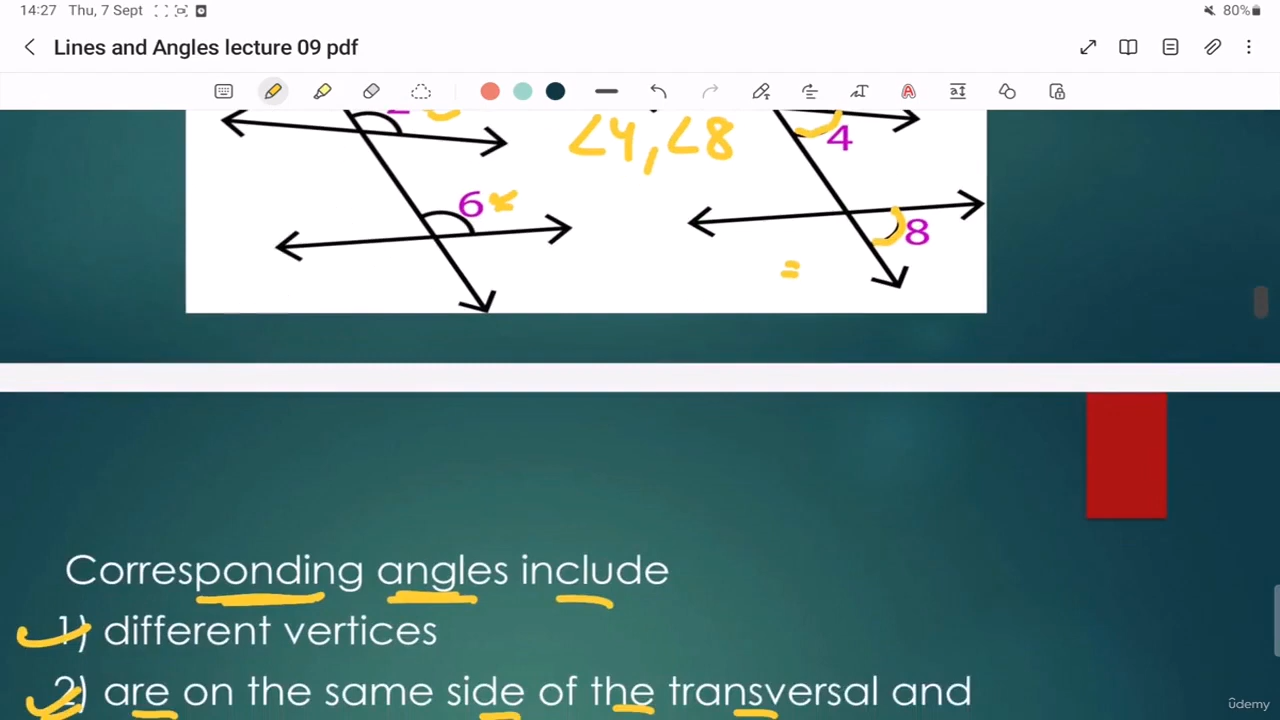 14:27 Thu, 7 Sept 80%
Lines and Angles lecture 09 pdf
2
∠4, ∠8
4
6
8
=
Corresponding angles include
1) different vertices
2) are on the same side of the transversal and
ûdemy